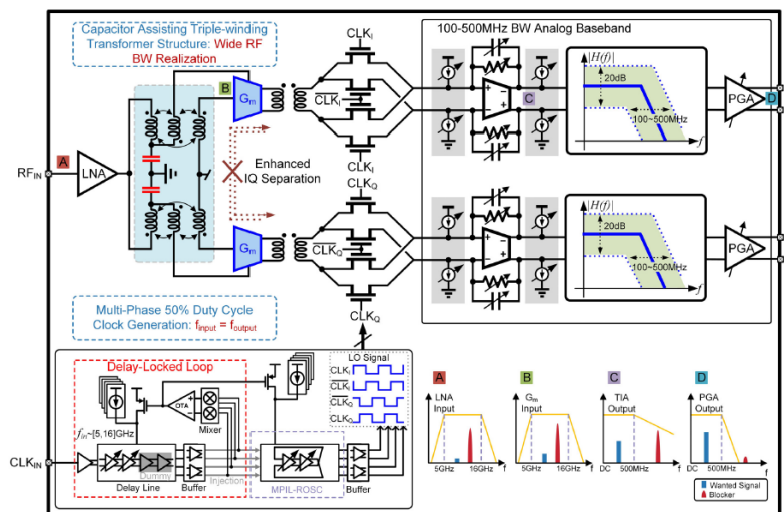 Capacitor Assisting Triple-winding
Transformer Structure: Wide RF
BW Realization
100-500MHz BW Analog Baseband
CLKI
CLKI
CLKI
B
Gm
C
|H(f)|
20dB
100~500MHz
f
PGA
D
A
RFIN
LNA
Enhanced
IQ Separation
CLKQ
CLKQ
CLKQ
Gm
|H(f)|
20dB
100~500MHz
f
PGA
Multi-Phase 50% Duty Cycle
Clock Generation: finput = foutput
Delay-Locked Loop
fin~[5,16]GHz
OTA
Mixer
LO Signal
CLKI
CLKI
CLKQ
CLKQ
CLKIN
Dummy
Delay Line
Buffer
Injection
MPIL-ROSC
Buffer
A
LNA
Input
5GHz
16GHz
f
B
Gm
Input
5GHz
16GHz
f
C
TIA
Output
DC
500MHz
f
D
PGA
Output
DC
500MHz
f
Wanted Signal
Blocker